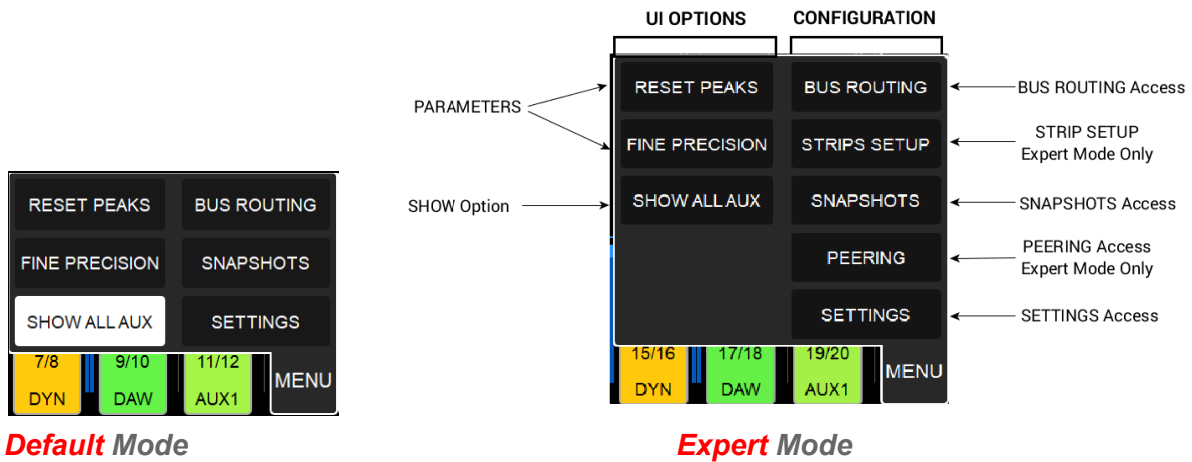 UI OPTIONS CONFIGURATION
PARAMETERS
SHOW Option
RESET PEAKS BUS ROUTING
FINE PRECISION STRIPS SETUP
SHOW ALL AUX SNAPSHOTS
PEERING
SETTINGS
15/16 17/18 19/20
DYN DAW AUX1
MENU
BUS ROUTING Access
STRIP SETUP
Expert Mode Only
SNAPSHOTS Access
PEERING Access
Expert Mode Only
SETTINGS Access
RESET PEAKS BUS ROUTING
FINE PRECISION SNAPSHOTS
SHOW ALL AUX SETTINGS
7/8 9/10 11/12
DYN DAW AUX1
MENU
Default Mode
Expert Mode